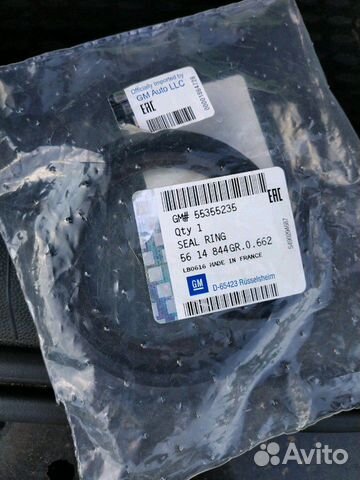 Officially imported by
GM Auto LLC
EAC
00001864726
GM# 55355235
Qty 1
SEAL RING
56 14 844GR.0.662
LB0616 MADE IN FRANCE
EAC
GM
D-65423 Rüsselsheim
Avito